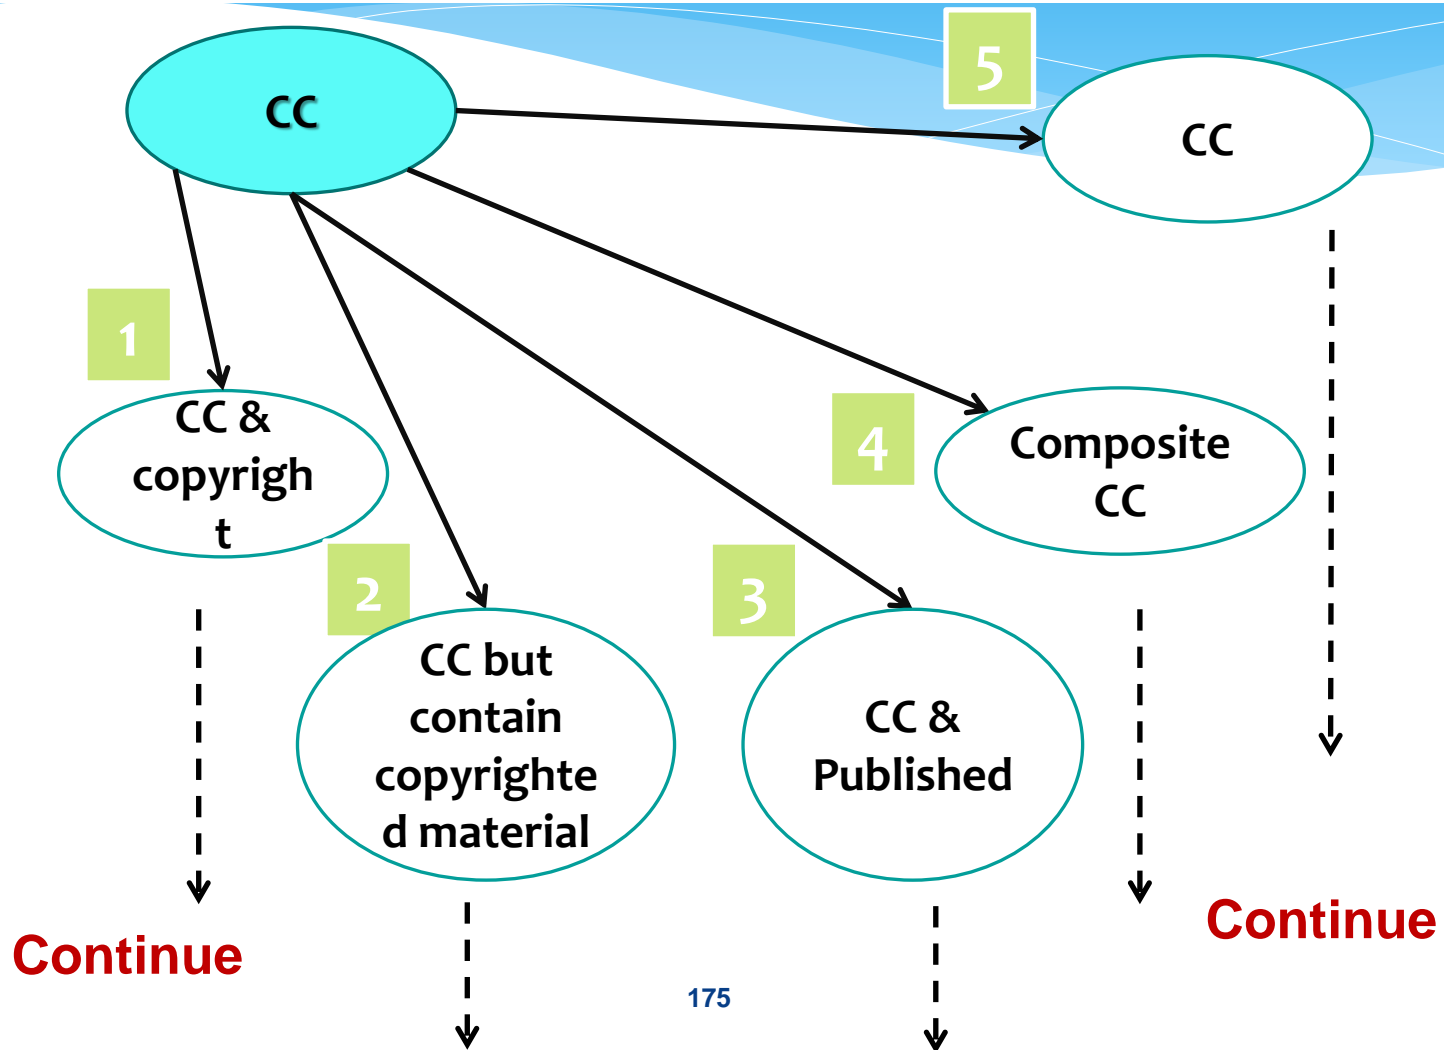 CC
5
CC
1
CC &
copyrigh
t
4
Composite
CC
2
CC but
contain
copyrighte
d material
3
CC &
Published
Continue
Continue
175